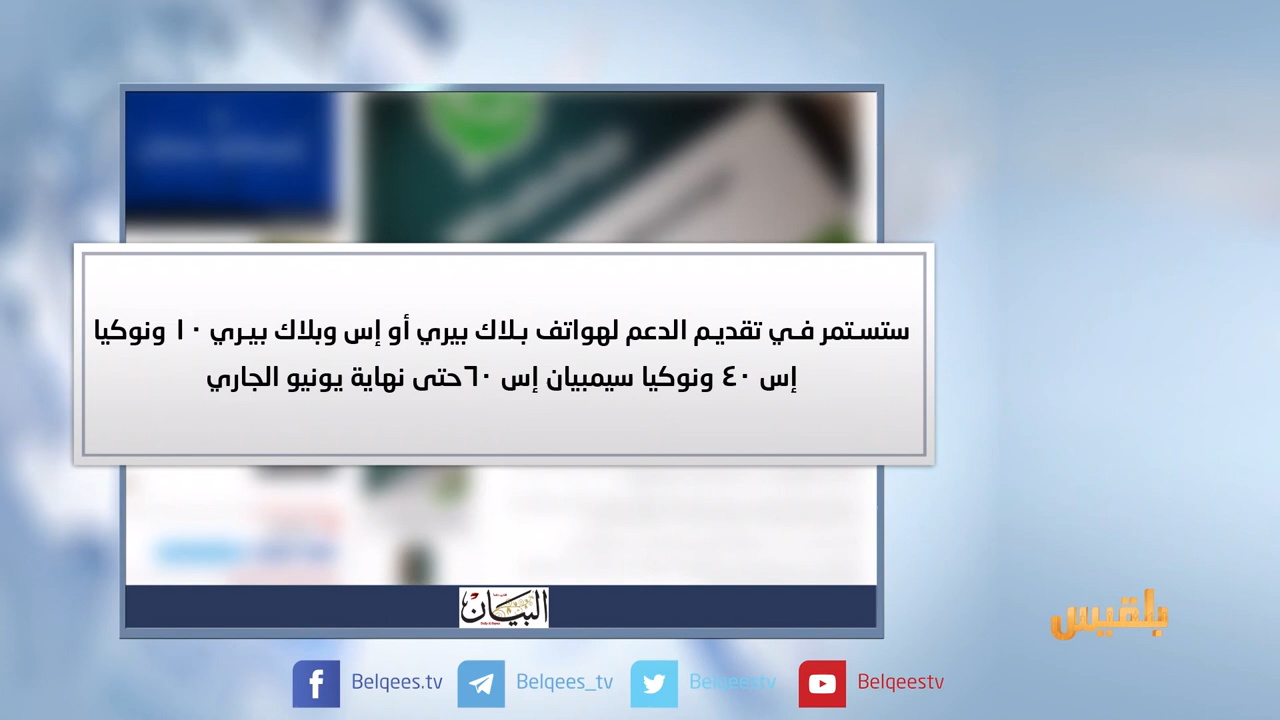 ستستمر في تقديم الدعم لهواتف بلاك بيري أو إس وبلاك بيري ١٠ ونوكيا
إس ٤٠ ونوكيا سيمبيان إس ٦٠حتى نهاية يونيو الجاري
البيان
بلقيس
Belqees.tv
Belqees_tv
Belqeestv
Belqeestv